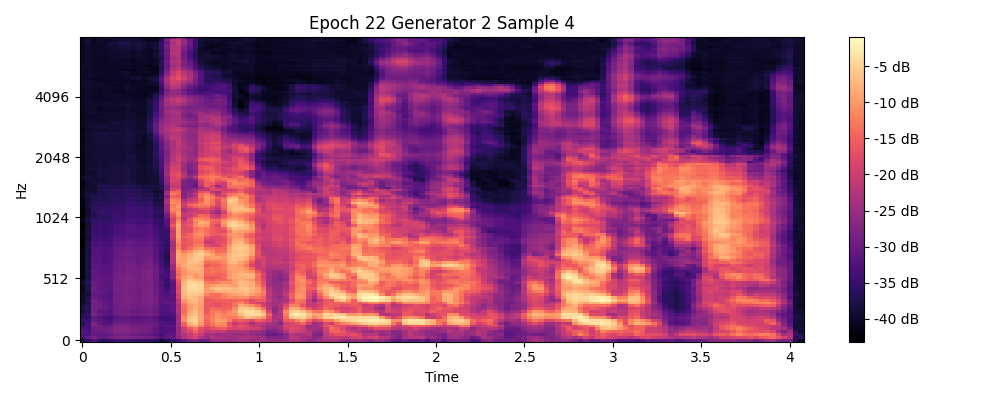 Epoch 22 Generator 2 Sample 4
Hz
4096
2048
1024
512
0
0
0.5
1
1.5
2
2.5
3
3.5
4
Time
-5 dB
-10 dB
-15 dB
-20 dB
-25 dB
-30 dB
-35 dB
-40 dB